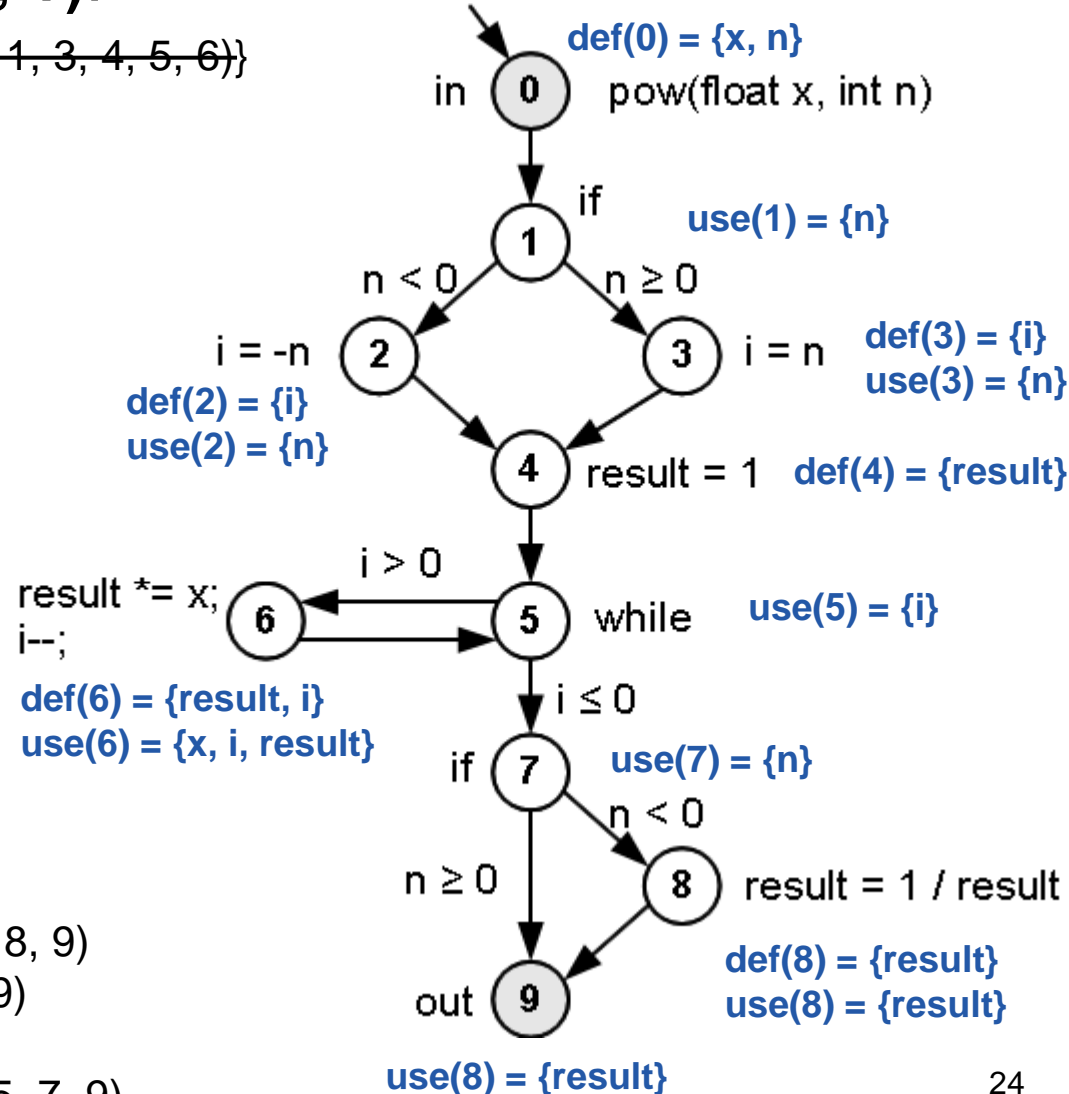 def(0) = {x, n}
1, 3, 4, 5, 6)}
in 0 pow(float x, int n)
if
1 use(1) = {n}
n < 0 n ≥ 0
i = -n 2 3 i = n
def(3) = {i}
use(3) = {n}
def(2) = {i}
use(2) = {n}
4 result = 1 def(4) = {result}
i > 0
result *= x;
i--;
6 5 while use(5) = {i}
def(6) = {result, i}
use(6) = {x, i, result}
i ≤ 0
if 7 use(7) = {n}
n < 0
n ≥ 0 8 result = 1 / result
8, 9)
def(8) = {result}
use(8) = {result}
9)
out 9
use(8) = {result}
5, 7, 9)
24